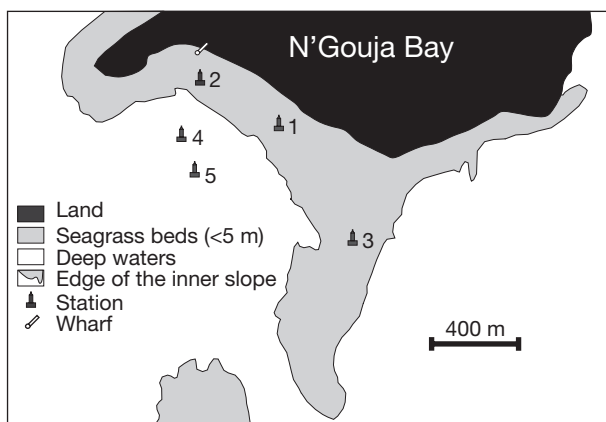 N'Gouja Bay
2
1
4
5
3
Land
Seagrass beds (<5 m)
Deep waters
Edge of the inner slope
Station
Wharf
400 m